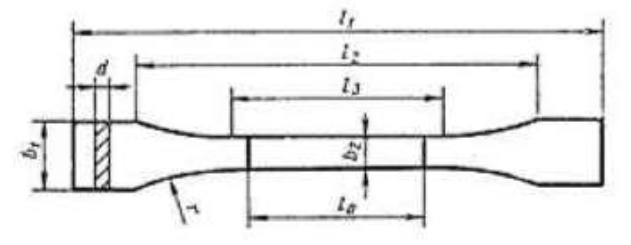 l₁
l₂
d
l₃
b₁
b₂
r
l₀